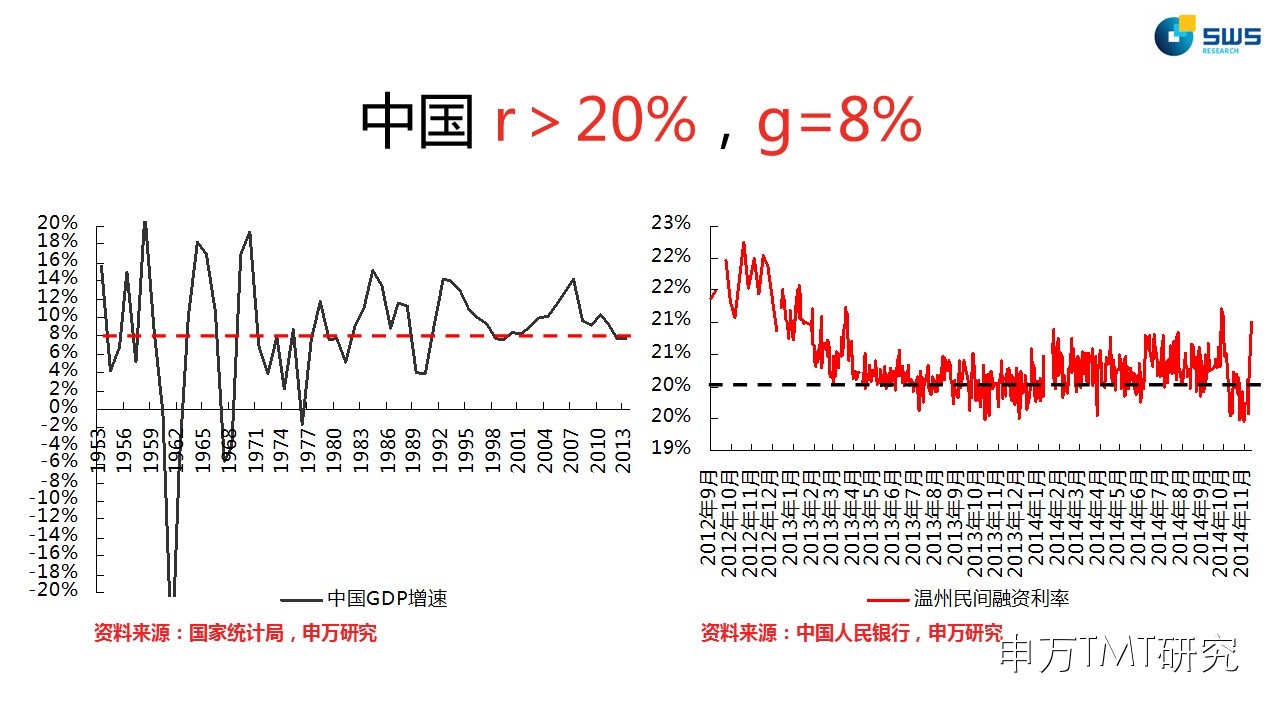 SWS
RESEARCH
中国 r＞20%，g=8%
20%
18%
16%
14%
12%
10%
8%
6%
4%
2%
0%
-2%
-4%
-6%
-8%
-10%
-12%
-14%
-16%
-18%
-20%
1953
1956
1959
1962
1965
1968
1971
1974
1977
1980
1983
1986
1989
1992
1995
1998
2001
2004
2007
2010
2013
中国GDP增速
资料来源：国家统计局，申万研究
23%
22%
22%
21%
21%
20%
20%
19%
2012年9月
2012年10月
2012年11月
2012年12月
2013年1月
2013年2月
2013年3月
2013年4月
2013年5月
2013年6月
2013年7月
2013年8月
2013年9月
2013年10月
2013年11月
2013年12月
2014年1月
2014年2月
2014年3月
2014年4月
2014年5月
2014年6月
2014年7月
2014年8月
2014年9月
2014年10月
2014年11月
温州民间融资利率
资料来源：中国人民银行，申万研究
申万TMT研究